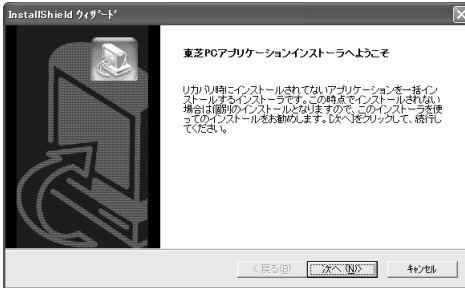 InstallShield ウィザード
東芝PCアプリケーションインストーラへようこそ
リカバリ時にインストールされてないアプリケーションを一括イン
ストールするインストーラです。この時点でインストールされない
場合は個別のインストールとなりますので、このインストーラを使
ってのインストールをお勧めします。[次へ]をクリックして、続行し
てください。
< 戻る(B)
次へ(N)>
キャンセル